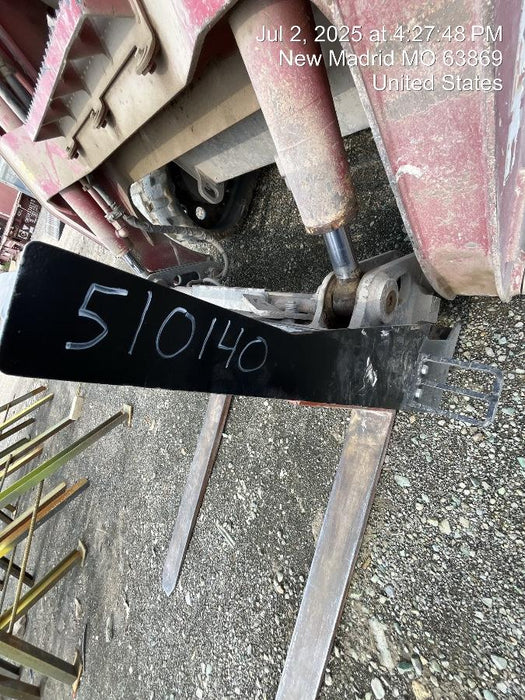 Jul 2, 2025 at 4:27:48 PM
New Madrid MO 63869
United States
510140